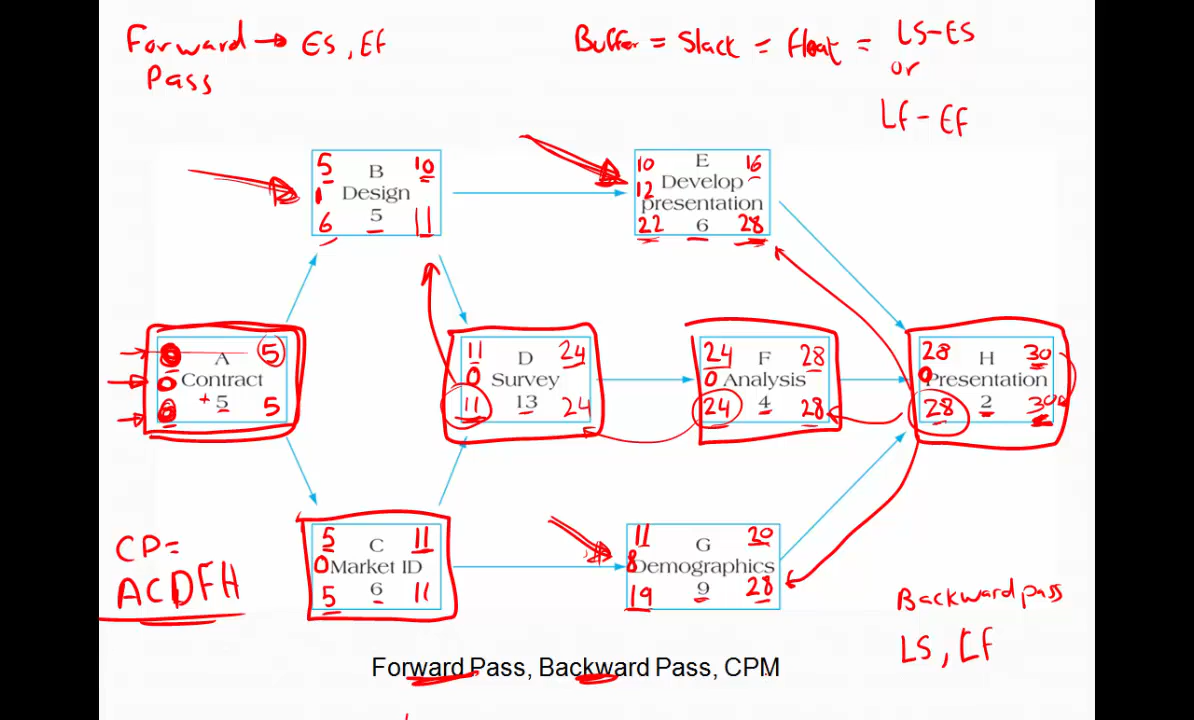 Forward → ES, EF
Pass
Buffer = Slack = Float = LS-ES
or
LF - EF
5 B 10
1 Design
6 5 11
10 E 16
12 Develop
presentation
22 6 28
0 A 5
0 Contract
0 + 5 5
11 D 24
0 Survey
11 13 24
24 F 28
0 Analysis
24 4 28
28 H 30
0 Presentation
28 2 30
CP=
ACDFH
5 C 11
0 Market ID
5 6 11
11 G 20
8 Demographics
19 9 28
Backward pass
LS, LF
Forward Pass, Backward Pass, CPM